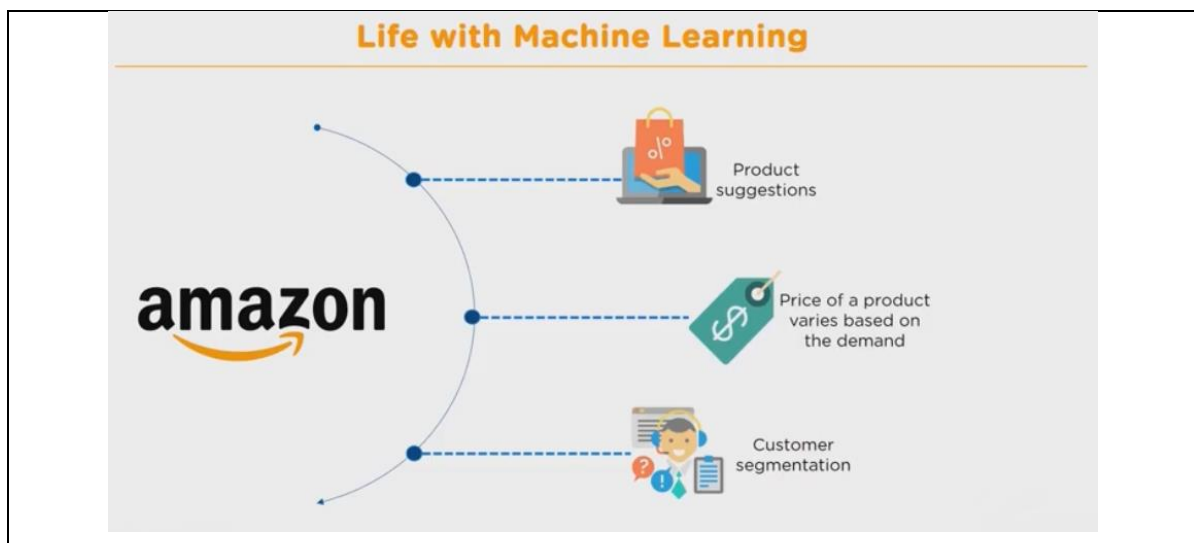 Life with Machine Learning
%
Product
suggestions
amazon
$
Price of a product
varies based on
the demand
?
!
Customer
segmentation